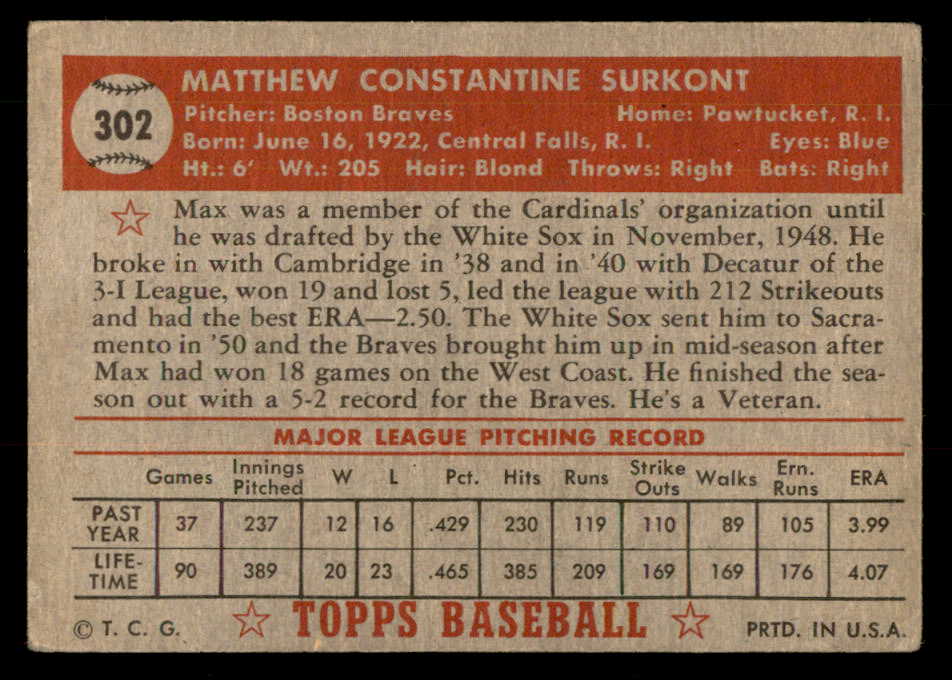 302
MATTHEW CONSTANTINE SURKONT
Pitcher: Boston Braves Home: Pawtucket, R. I.
Born: June 16, 1922, Central Falls, R. I. Eyes: Blue
Ht.: 6' Wt.: 205 Hair: Blond Throws: Right Bats: Right
Max was a member of the Cardinals' organization until
he was drafted by the White Sox in November, 1948. He
broke in with Cambridge in '38 and in '40 with Decatur of the
3-I League, won 19 and lost 5, led the league with 212 Strikeouts
and had the best ERA—2.50. The White Sox sent him to Sacra-
mento in '50 and the Braves brought him up in mid-season after
Max had won 18 games on the West Coast. He finished the sea-
son out with a 5-2 record for the Braves. He's a Veteran.
MAJOR LEAGUE PITCHING RECORD
Games Innings Pitched W L Pct. Hits Runs Strike Outs Walks Ern. Runs ERA
PAST YEAR 37 237 12 16 .429 230 119 110 89 105 3.99
LIFE-TIME 90 389 20 23 .465 385 209 169 169 176 4.07
© T. C. G. TOPPS BASEBALL PRTD. IN U.S.A.